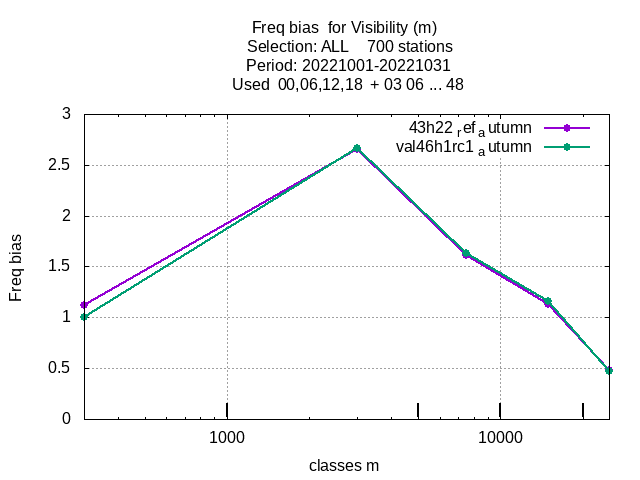 Freq bias  for Visibility (m)
Selection: ALL    700 stations
Period: 20221001-20221031
Used  00,06,12,18  + 03 06 ... 48
43h22 ref autumn
val46h1rc1 autumn
3
2.5
2
1.5
1
0.5
0
Freq bias
1000
10000
classes m